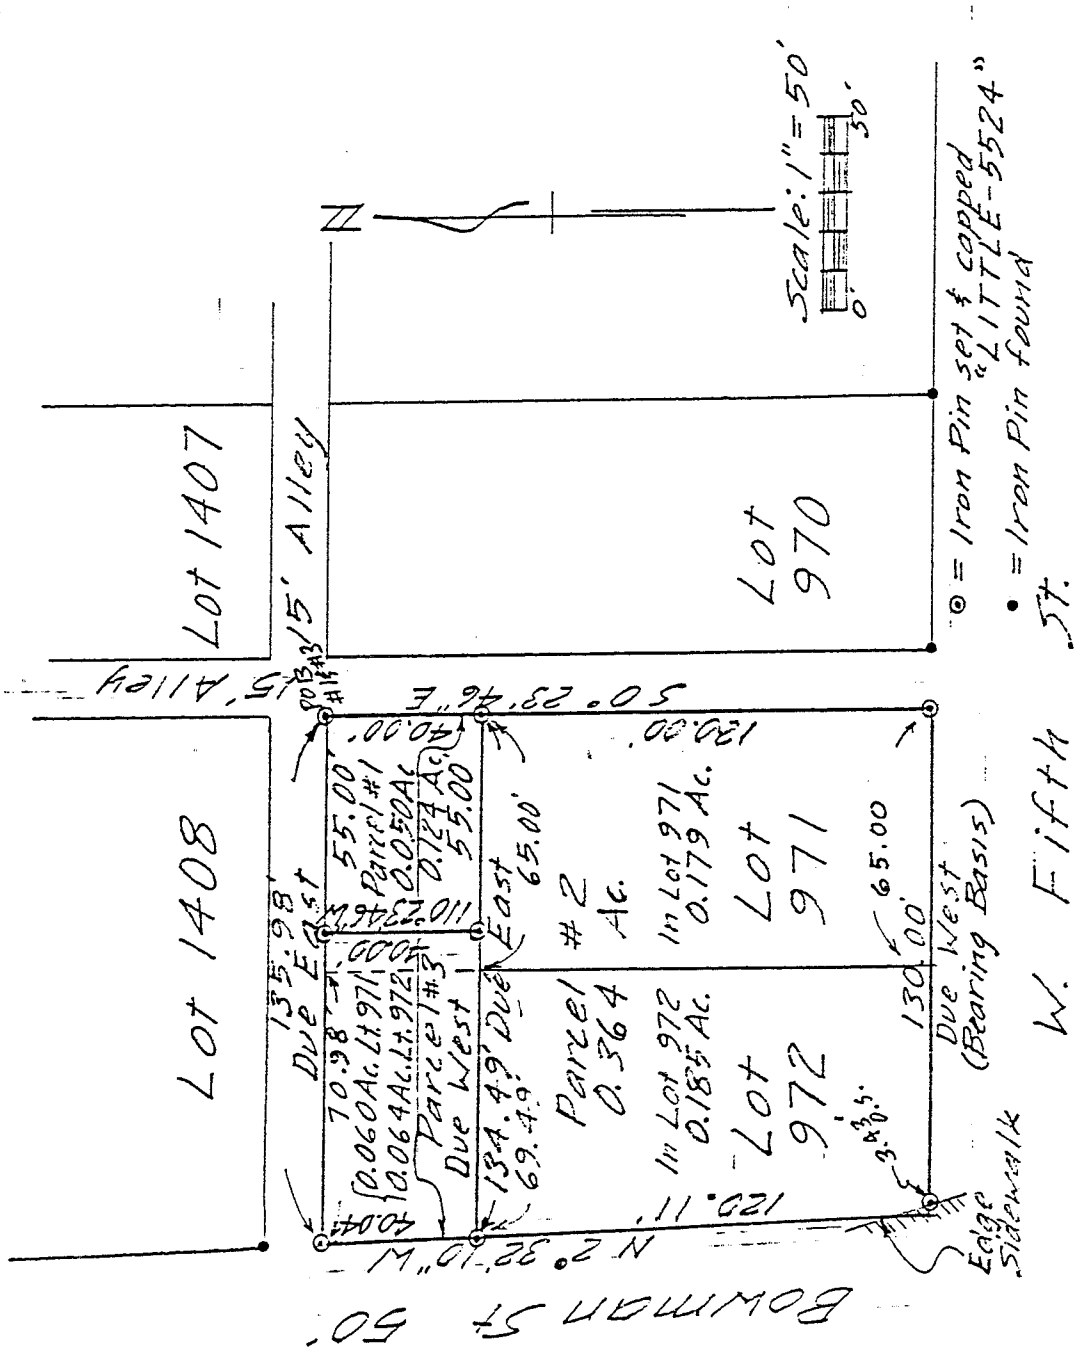 Lot 1408
Lot 1407
15' Alley
15' Alley
135.98'
Due East
70.98'
55.00'
POB #3
Parcel #1
0.050 Ac.
0.124 Ac.
55.00
40.00'
S 0° 23' 46" E
120.00'
40.00
N 0° 23' 46" W
0.060 Ac. Lt. 971
0.064 Ac. Lt. 972
Parcel #3
Due West
40.04'
134.49' Due East
69.49'
65.00'
Parcel #2
0.364 Ac.
In Lot 972
0.185 Ac.
In Lot 971
0.179 Ac.
Lot
972
Lot
971
Lot
970
120.11'
N 2° 32' 10" W
65.00
130.00'
Due West
(Bearing Basis)
Edge
Sidewalk
Bowman St 50'
W. Fifth St.
N
Scale: 1" = 50'
0' 50'
⊙ = Iron Pin set & capped
"LITTLE-5524"
• = Iron Pin found